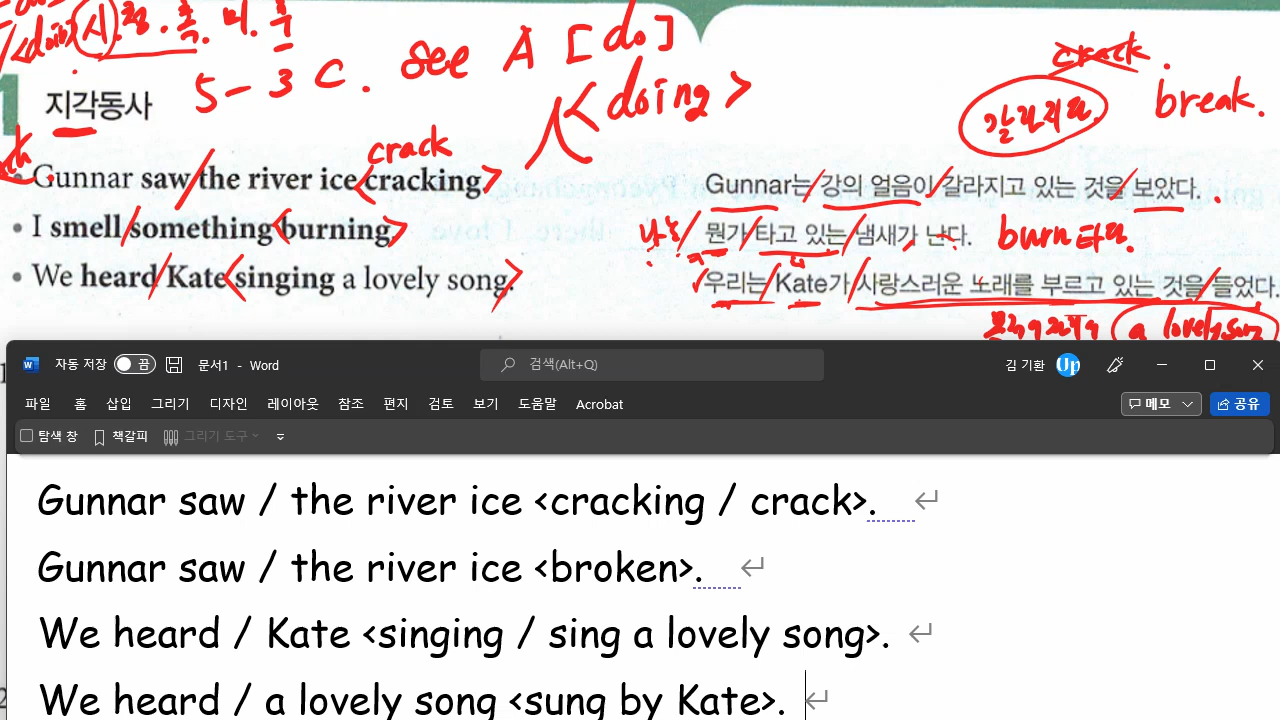 <doing 시. 청. 촉. 미. 후
5-3 C. see A [do]
<doing>
crack.
갈라지다.
break.
1 지각동사
crack
• Gunnar saw / the river ice <cracking>
Gunnar는 / 강의 얼음이 / 갈라지고 있는 것을 / 보았다.
• I smell / something <burning>
나는 / 뭔가 / 타고 있는 / 냄새가 난다.
burn 타다.
• We heard / Kate <singing a lovely song.>
우리는 / Kate가 / 사랑스러운 노래를 부르고 있는 것을 / 들었다.
a lovely song
자동 저장 끔 문서1 - Word 검색(Alt+Q) 김 기환
파일 홈 삽입 그리기 디자인 레이아웃 참조 편지 검토 보기 도움말 Acrobat 메모 공유
탐색 창 책갈피 그리기 도구
Gunnar saw / the river ice <cracking / crack>.
Gunnar saw / the river ice <broken>.
We heard / Kate <singing / sing a lovely song>.
We heard / a lovely song <sung by Kate>.